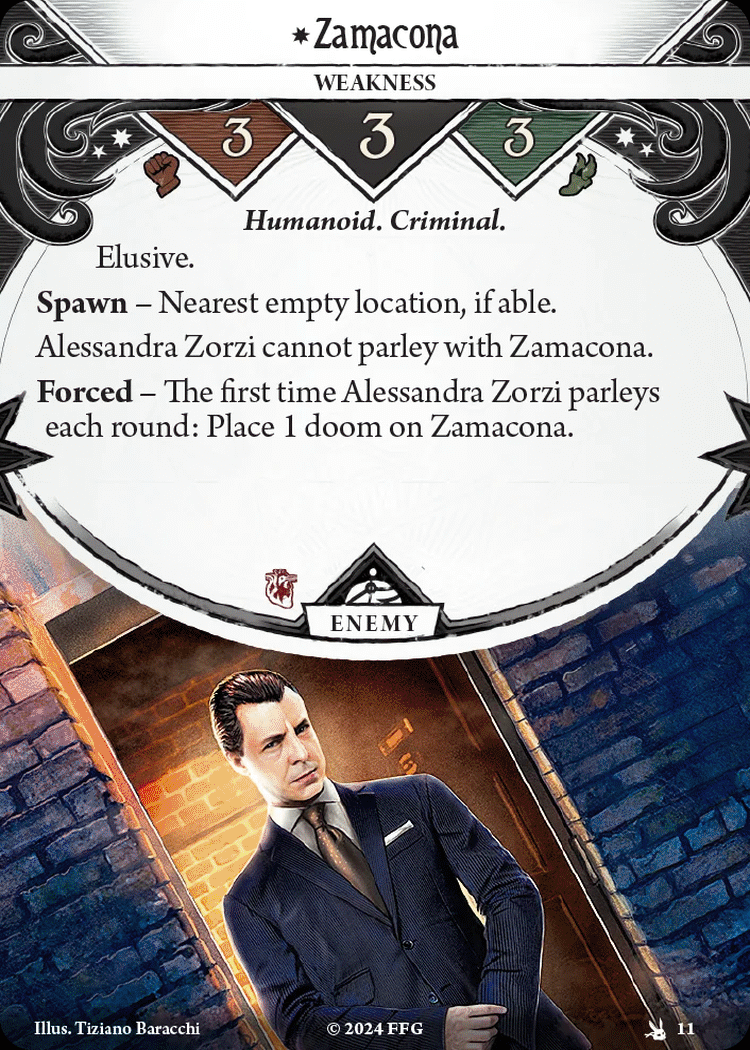 Zamacona
WEAKNESS
3 3 3
Humanoid. Criminal.
Elusive.
Spawn – Nearest empty location, if able.
Alessandra Zorzi cannot parley with Zamacona.
Forced – The first time Alessandra Zorzi parleys
each round: Place 1 doom on Zamacona.
ENEMY
Illus. Tiziano Baracchi © 2024 FFG 11